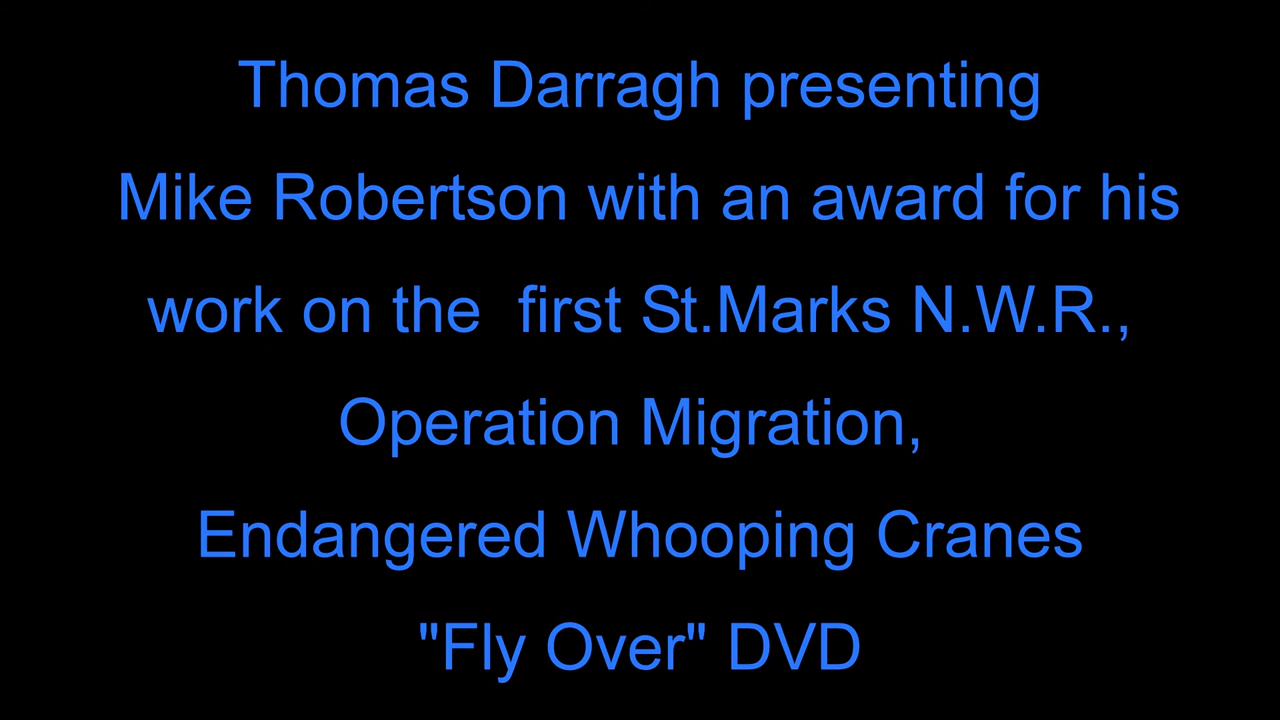 Thomas Darragh presenting
Mike Robertson with an award for his
work on the  first St.Marks N.W.R.,
Operation Migration,
Endangered Whooping Cranes
"Fly Over" DVD